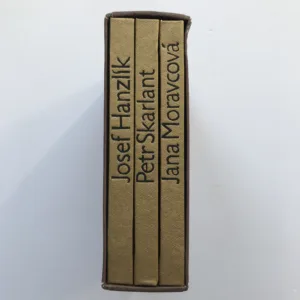 Josef Hanzlík
Petr Skarlant
Jana Moravcová